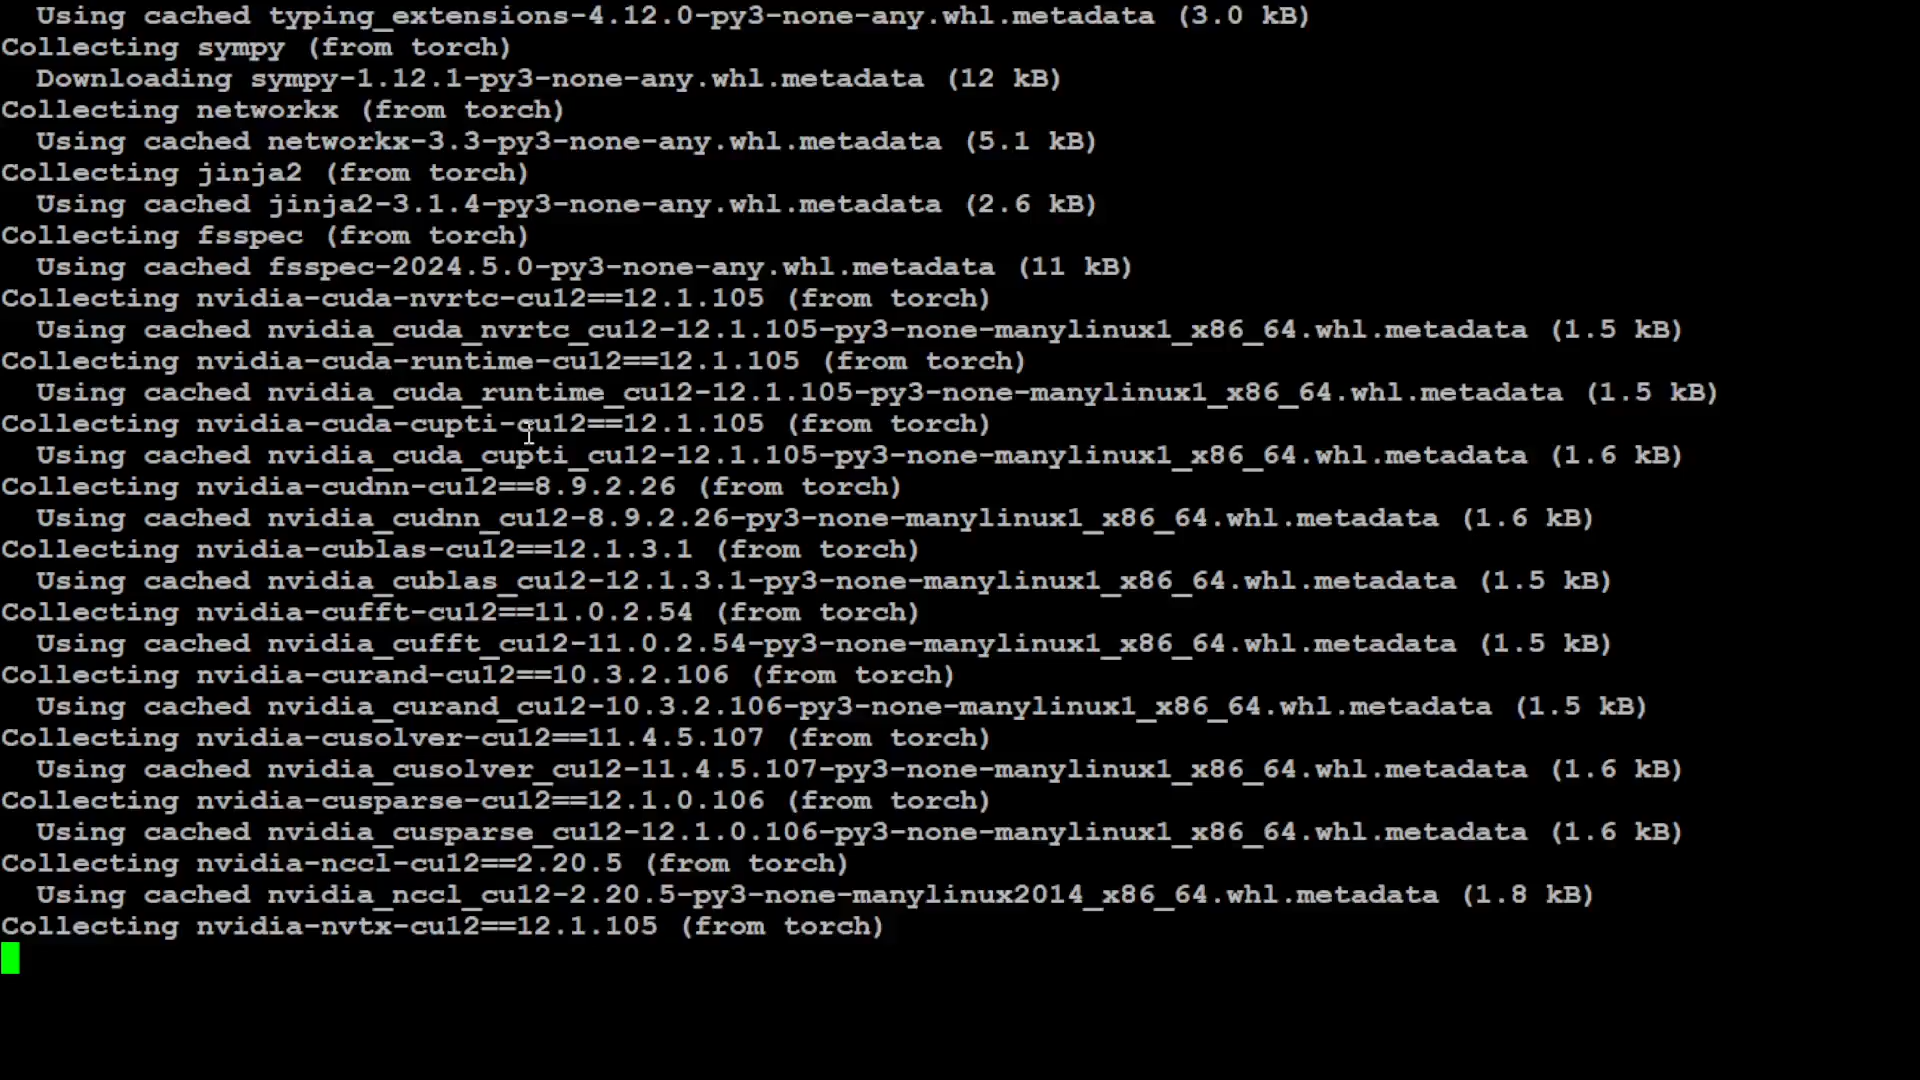 Using cached typing_extensions-4.12.0-py3-none-any.whl.metadata (3.0 kB)
Collecting sympy (from torch)
Downloading sympy-1.12.1-py3-none-any.whl.metadata (12 kB)
Collecting networkx (from torch)
Using cached networkx-3.3-py3-none-any.whl.metadata (5.1 kB)
Collecting jinja2 (from torch)
Using cached jinja2-3.1.4-py3-none-any.whl.metadata (2.6 kB)
Collecting fsspec (from torch)
Using cached fsspec-2024.5.0-py3-none-any.whl.metadata (11 kB)
Collecting nvidia-cuda-nvrtc-cu12==12.1.105 (from torch)
Using cached nvidia_cuda_nvrtc_cu12-12.1.105-py3-none-manylinux1_x86_64.whl.metadata (1.5 kB)
Collecting nvidia-cuda-runtime-cu12==12.1.105 (from torch)
Using cached nvidia_cuda_runtime_cu12-12.1.105-py3-none-manylinux1_x86_64.whl.metadata (1.5 kB)
Collecting nvidia-cuda-cupti-cu12==12.1.105 (from torch)
Using cached nvidia_cuda_cupti_cu12-12.1.105-py3-none-manylinux1_x86_64.whl.metadata (1.6 kB)
Collecting nvidia-cudnn-cu12==8.9.2.26 (from torch)
Using cached nvidia_cudnn_cu12-8.9.2.26-py3-none-manylinux1_x86_64.whl.metadata (1.6 kB)
Collecting nvidia-cublas-cu12==12.1.3.1 (from torch)
Using cached nvidia_cublas_cu12-12.1.3.1-py3-none-manylinux1_x86_64.whl.metadata (1.5 kB)
Collecting nvidia-cufft-cu12==11.0.2.54 (from torch)
Using cached nvidia_cufft_cu12-11.0.2.54-py3-none-manylinux1_x86_64.whl.metadata (1.5 kB)
Collecting nvidia-curand-cu12==10.3.2.106 (from torch)
Using cached nvidia_curand_cu12-10.3.2.106-py3-none-manylinux1_x86_64.whl.metadata (1.5 kB)
Collecting nvidia-cusolver-cu12==11.4.5.107 (from torch)
Using cached nvidia_cusolver_cu12-11.4.5.107-py3-none-manylinux1_x86_64.whl.metadata (1.6 kB)
Collecting nvidia-cusparse-cu12==12.1.0.106 (from torch)
Using cached nvidia_cusparse_cu12-12.1.0.106-py3-none-manylinux1_x86_64.whl.metadata (1.6 kB)
Collecting nvidia-nccl-cu12==2.20.5 (from torch)
Using cached nvidia_nccl_cu12-2.20.5-py3-none-manylinux2014_x86_64.whl.metadata (1.8 kB)
Collecting nvidia-nvtx-cu12==12.1.105 (from torch)